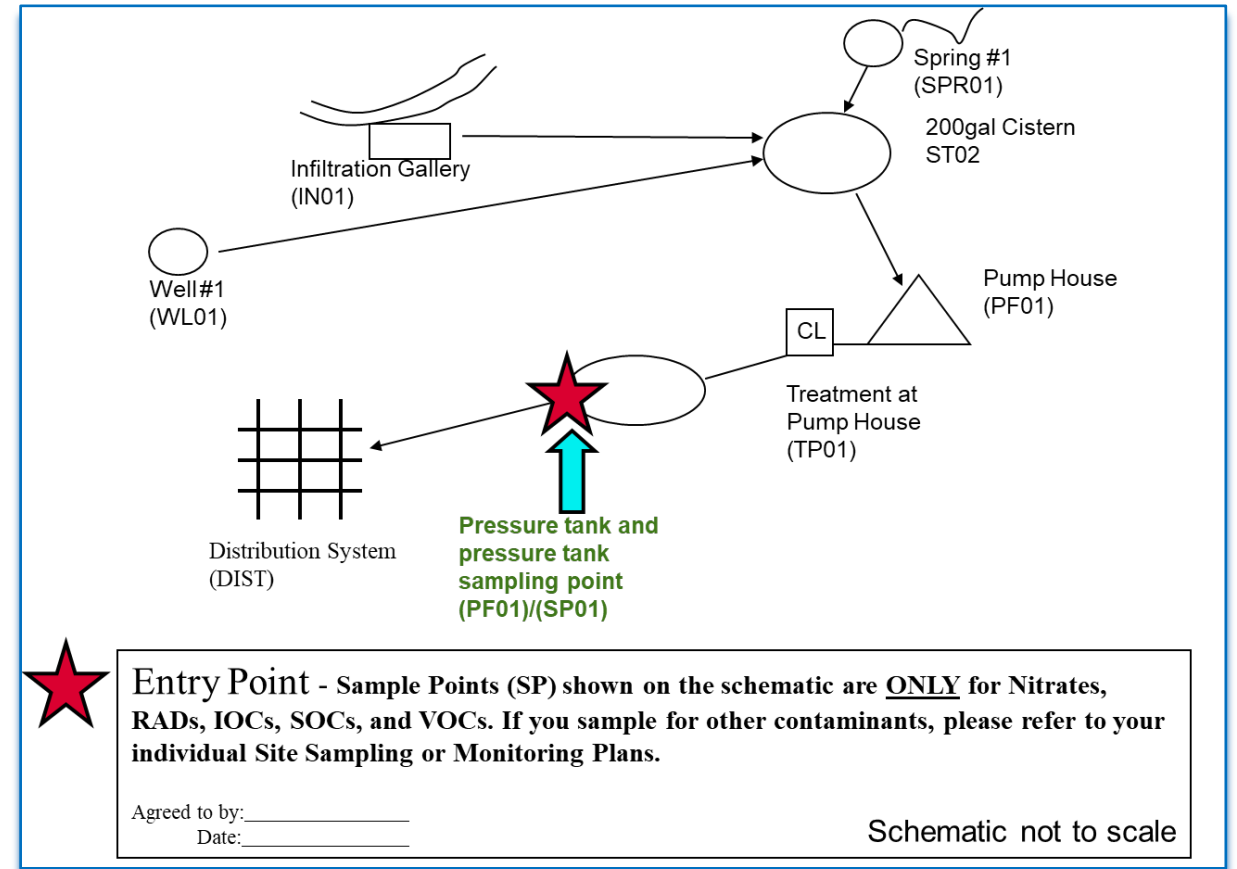 Spring #1
(SPR01)
200gal Cistern
ST02
Infiltration Gallery
(IN01)
Well#1
(WL01)
Pump House
(PF01)
CL
Treatment at
Pump House
(TP01)
Distribution System
(DIST)
Pressure tank and
pressure tank
sampling point
(PF01)/(SP01)
Entry Point - Sample Points (SP) shown on the schematic are ONLY for Nitrates,
RADs, IOCs, SOCs, and VOCs. If you sample for other contaminants, please refer to your
individual Site Sampling or Monitoring Plans.
Agreed to by:_________________
Date:_________________
Schematic not to scale